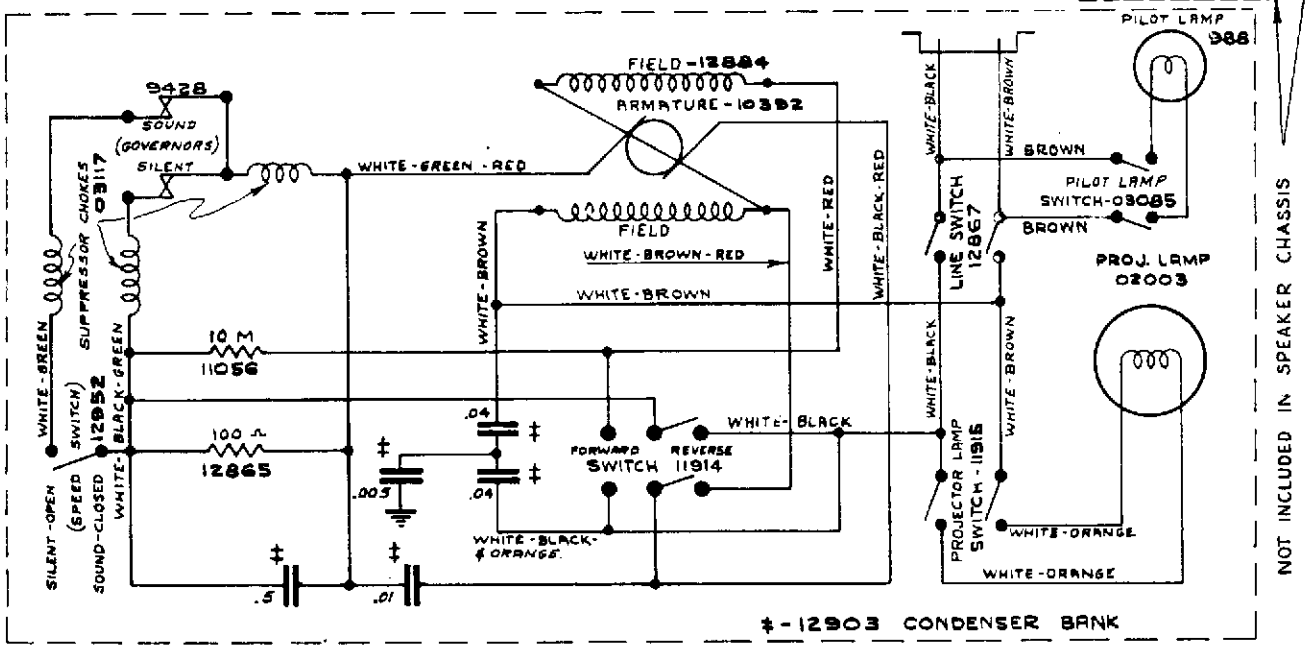 PILOT LAMP
988
9428
SOUND
(GOVERNORS)
SILENT
SUPPRESSOR CHOKES
03117
WHITE-GREEN-RED
FIELD-12884
ARMATURE-10392
FIELD
WHITE-BROWN-RED
WHITE-BROWN
WHITE-BROWN
WHITE-RED
WHITE-BLACK-RED
WHITE-BLACK
WHITE-BROWN
BROWN
PILOT LAMP
SWITCH-03085
BROWN
LINE SWITCH
12867
PROJ. LAMP
02003
WHITE-GREEN
WHITE-BLACK-GREEN
10 M
11056
100 Ω
12865
SILENT-OPEN
(SPEED SWITCH)
SOUND-CLOSED 12952
.04 ‡
‡ .005
.04 ‡
FORWARD REVERSE
SWITCH 11914
WHITE-BLACK
WHITE-BLACK
WHITE-BROWN
PROJECTOR LAMP
SWITCH-11915
WHITE-ORANGE
WHITE-ORANGE
WHITE-BLACK-
& ORANGE.
‡ .5
‡ .01
‡-12903 CONDENSER BANK
NOT INCLUDED IN SPEAKER CHASSIS